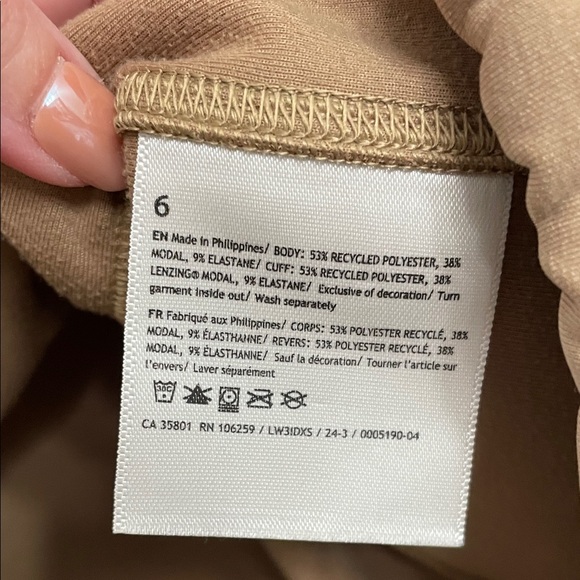 6
EN Made in Philippines/ BODY: 53% RECYCLED POLYESTER, 38%
MODAL, 9% ELASTANE/ CUFF: 53% RECYCLED POLYESTER, 38%
LENZING® MODAL, 9% ELASTANE/ Exclusive of decoration/ Turn
garment inside out/ Wash separately
FR Fabriqué aux Philippines/ CORPS: 53% POLYESTER RECYCLÉ, 38%
MODAL, 9% ÉLASTHANNE/ REVERS: 53% POLYESTER RECYCLÉ, 38%
MODAL, 9% ÉLASTHANNE/ Sauf la décoration/ Tourner l'article sur
l'envers/ Laver séparément
30C
CA 35801 RN 106259 / LW3IDXS / 24-3 / 0005190-04